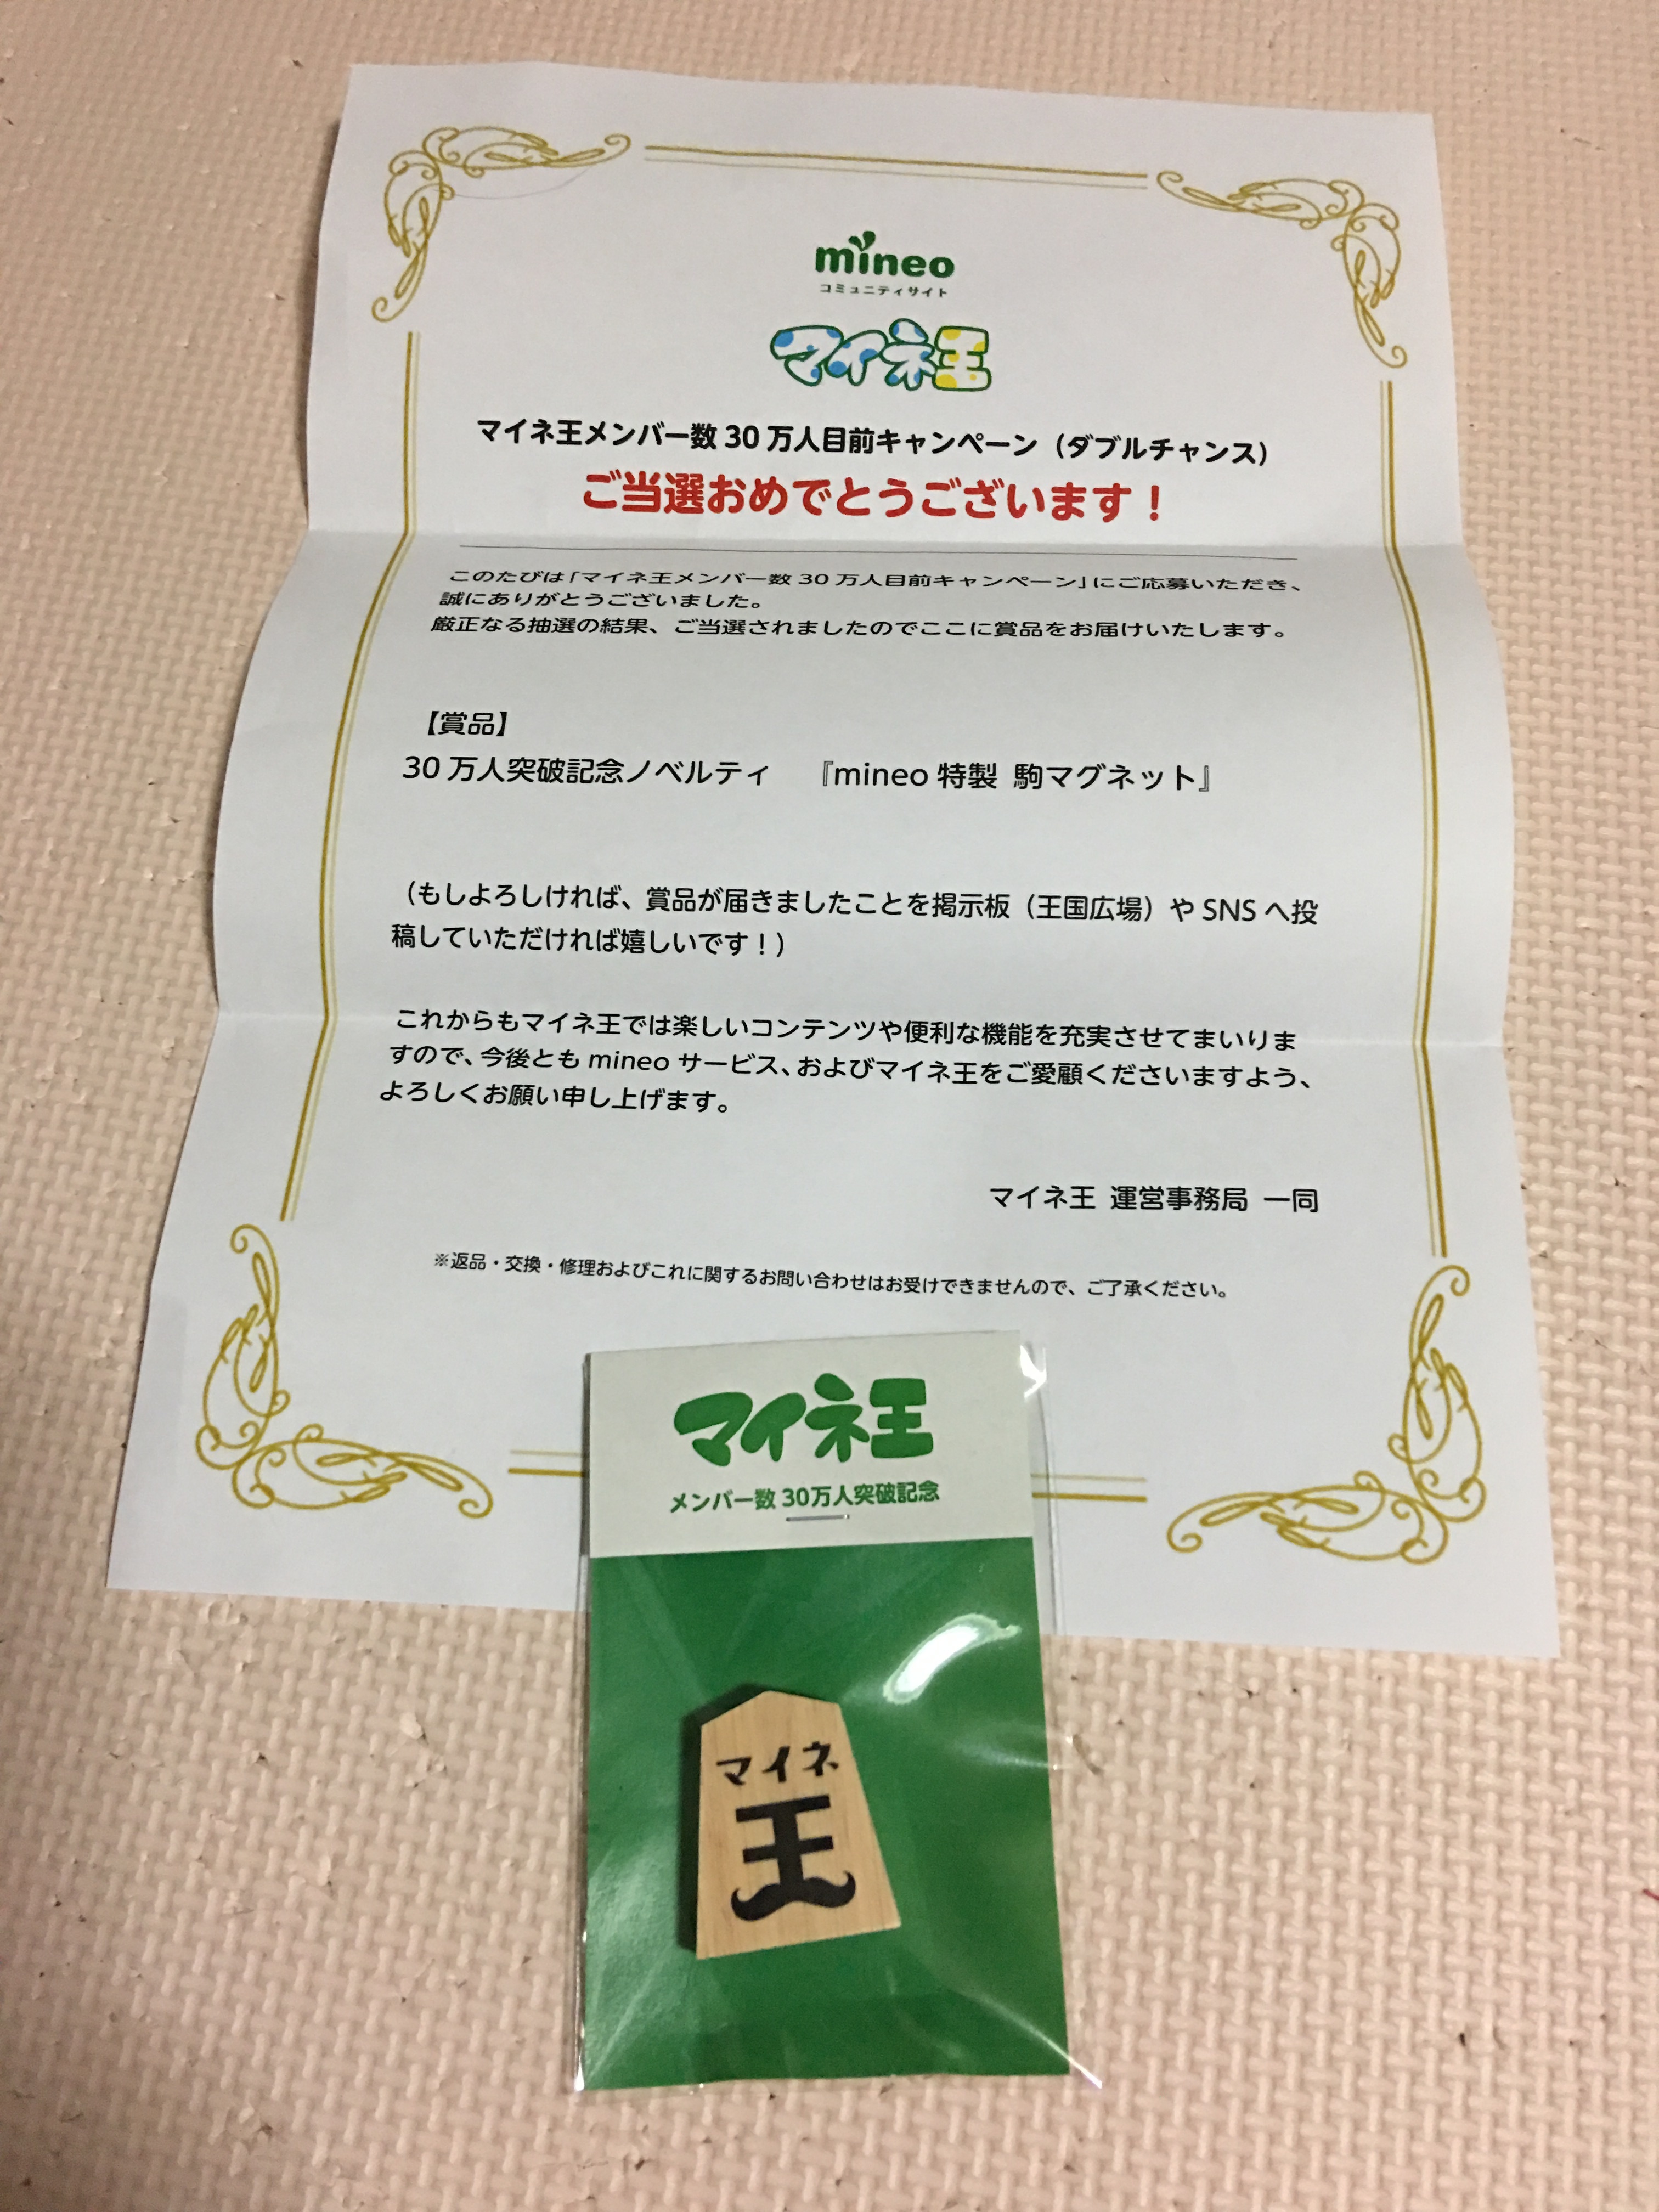 mineo
コミュニティサイト
マイネ王
マイネ王メンバー数 30 万人目前キャンペーン（ダブルチャンス）
ご当選おめでとうございます！
このたびは「マイネ王メンバー数 30 万人目前キャンペーン」にご応募いただき、
誠にありがとうございました。
厳正なる抽選の結果、ご当選されましたのでここに賞品をお届けいたします。
【賞品】
30 万人突破記念ノベルティ 『mineo 特製 駒マグネット』
（もしよろしければ、賞品が届きましたことを掲示板（王国広場）や SNS へ投
稿していただければ嬉しいです！）
これからもマイネ王では楽しいコンテンツや便利な機能を充実させてまいりま
すので、今後とも mineo サービス、およびマイネ王をご愛顧くださいますよう、
よろしくお願い申し上げます。
マイネ王 運営事務局 一同
※返品・交換・修理およびこれに関するお問い合わせはお受けできませんので、ご了承ください。
マイネ王
メンバー数 30万人突破記念
マイネ
王